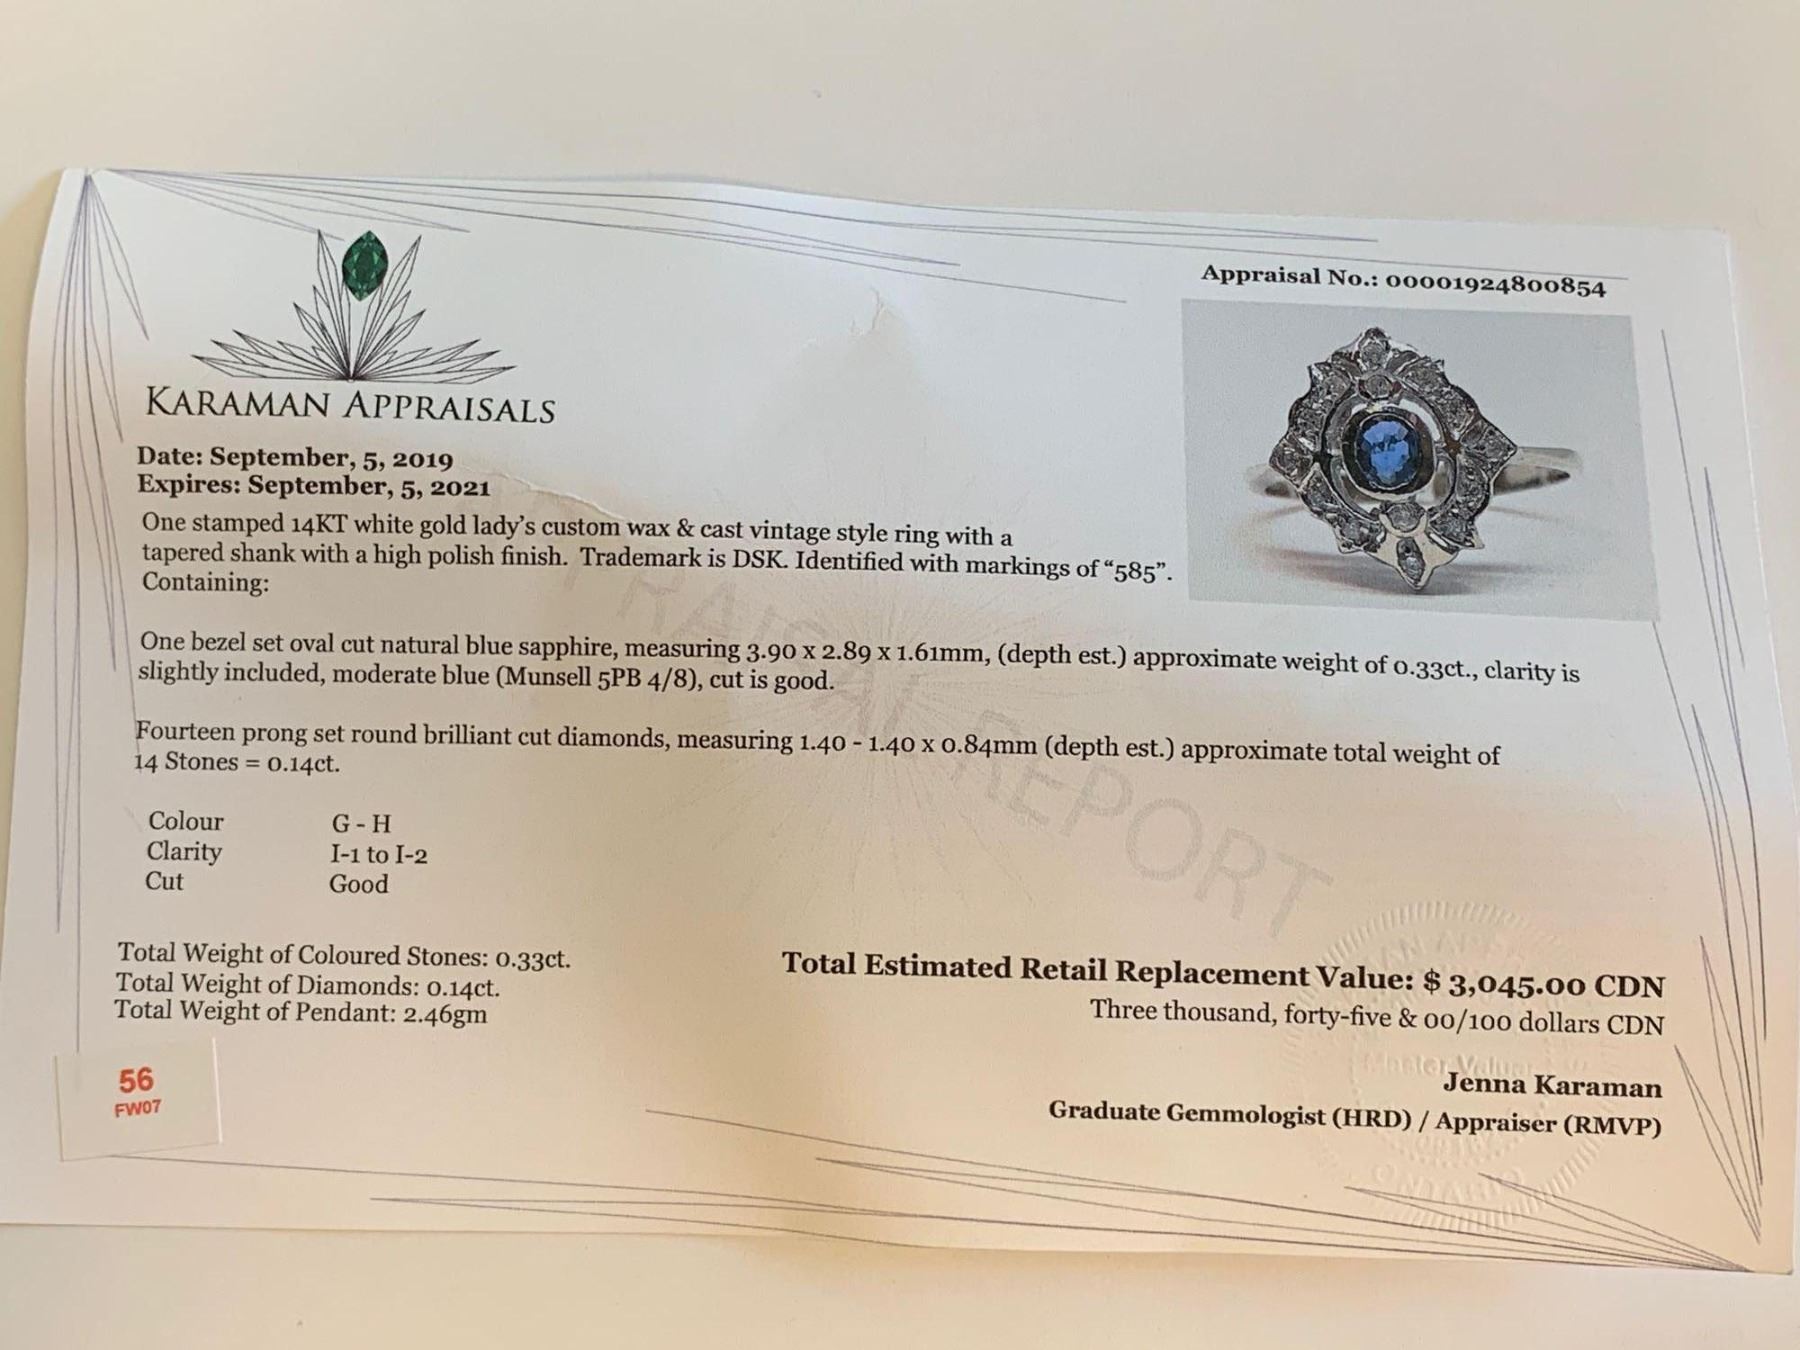 KARAMAN APPRAISALS
Appraisal No.: 00001924800854
Date: September, 5, 2019
Expires: September, 5, 2021
One stamped 14KT white gold lady's custom wax & cast vintage style ring with a
tapered shank with a high polish finish. Trademark is DSK. Identified with markings of "585".
Containing:
One bezel set oval cut natural blue sapphire, measuring 3.90 x 2.89 x 1.61mm, (depth est.) approximate weight of 0.33ct., clarity is
slightly included, moderate blue (Munsell 5PB 4/8), cut is good.
Fourteen prong set round brilliant cut diamonds, measuring 1.40 - 1.40 x 0.84mm (depth est.) approximate total weight of
14 Stones = 0.14ct.
Colour G - H
Clarity I-1 to I-2
Cut Good
Total Weight of Coloured Stones: 0.33ct.
Total Weight of Diamonds: 0.14ct.
Total Weight of Pendant: 2.46gm
Total Estimated Retail Replacement Value: $ 3,045.00 CDN
Three thousand, forty-five & 00/100 dollars CDN
Jenna Karaman
Graduate Gemmologist (HRD) / Appraiser (RMVP)
56
FW07
REPORT
Master Valuer
ONTARIO